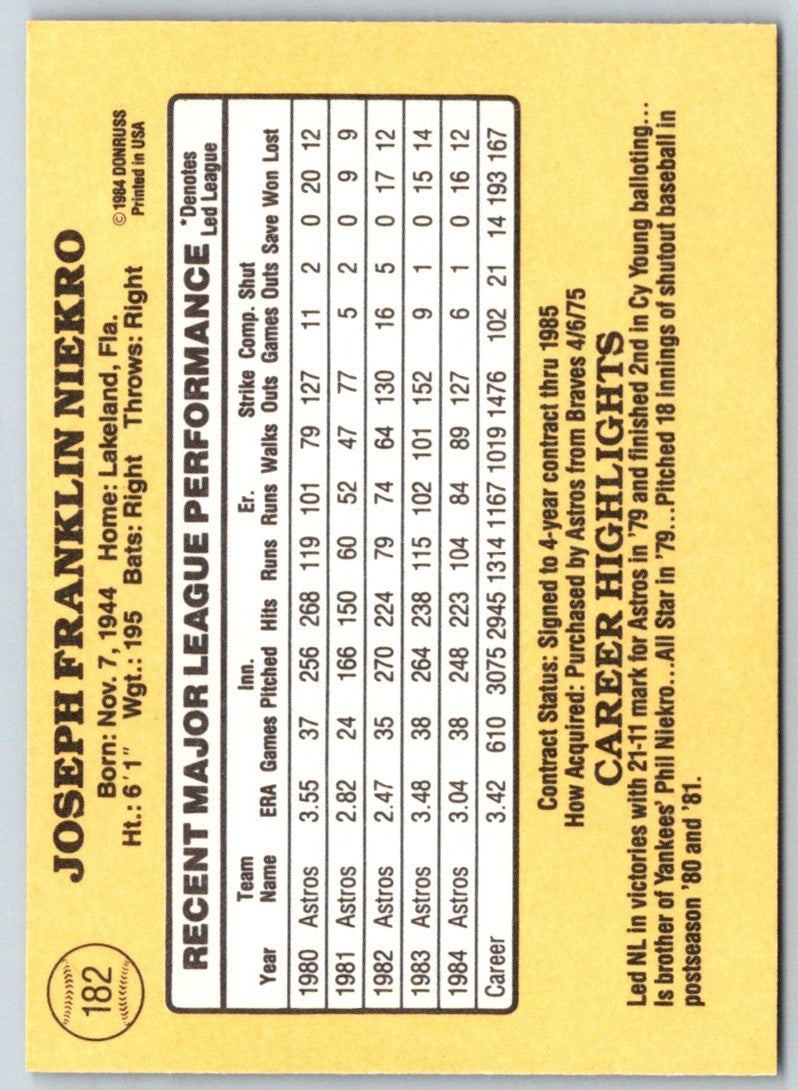 182
JOSEPH FRANKLIN NIEKRO
Born: Nov. 7, 1944 Home: Lakeland, Fla.
Ht.: 6'1" Wgt.: 195 Bats: Right Throws: Right
© 1984 DONRUSS
Printed in USA
RECENT MAJOR LEAGUE PERFORMANCE
*Denotes
Led League
Year Team Name ERA Games Inn. Pitched Hits Runs Er. Runs Walks Strike Outs Comp. Games Shut Outs Save Won Lost
1980 Astros 3.55 37 256 268 119 101 79 127 11 2 0 20 12
1981 Astros 2.82 24 166 150 60 52 47 77 5 2 0 9 9
1982 Astros 2.47 35 270 224 79 74 64 130 16 5 0 17 12
1983 Astros 3.48 38 264 238 115 102 101 152 9 1 0 15 14
1984 Astros 3.04 38 248 223 104 84 89 127 6 1 0 16 12
Career 3.42 610 3075 2945 1314 1167 1019 1476 102 21 14 193 167
Contract Status: Signed to 4-year contract thru 1985
How Acquired: Purchased by Astros from Braves 4/6/75
CAREER HIGHLIGHTS
Led NL in victories with 21-11 mark for Astros in '79 and finished 2nd in Cy Young balloting...
Is brother of Yankees' Phil Niekro...All Star in '79...Pitched 18 innings of shutout baseball in
postseason '80 and '81.